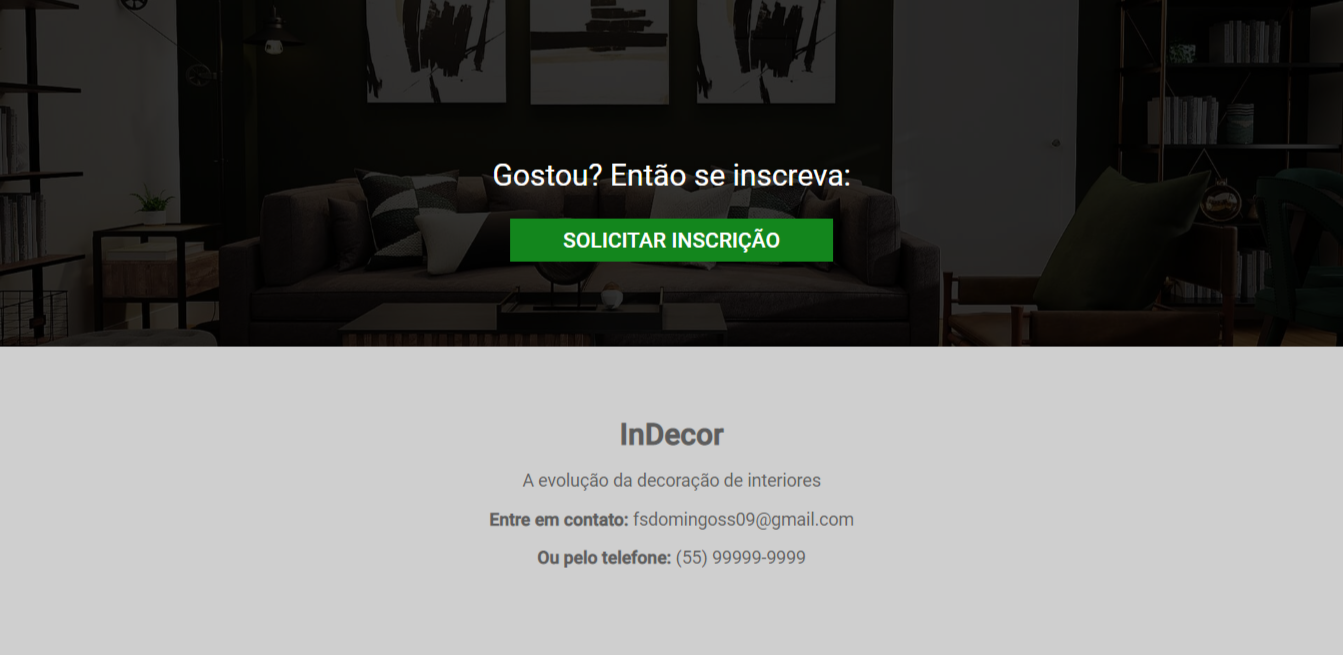 Gostou? Então se inscreva:
SOLICITAR INSCRIÇÃO
InDecor
A evolução da decoração de interiores
Entre em contato: fsdomingoss09@gmail.com
Ou pelo telefone: (55) 99999-9999